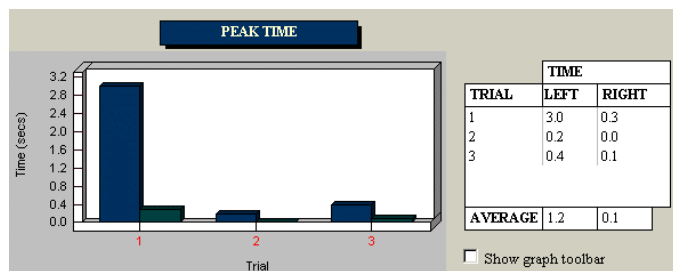 PEAK TIME
3.2
2.8
2.4
2.0
1.6
1.2
0.8
0.4
0.0
Time (secs)
1 2 3
Trial
TIME
TRIAL LEFT RIGHT
1 3.0 0.3
2 0.2 0.0
3 0.4 0.1
AVERAGE 1.2 0.1
Show graph toolbar